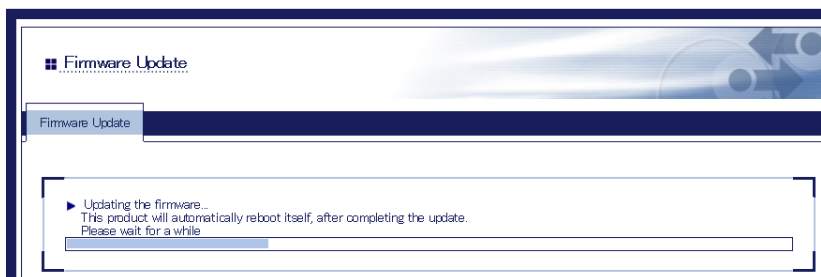 Firmware Update
Firmware Update
Updating the firmware...
This product will automatically reboot itself, after completing the update.
Please wait for a while